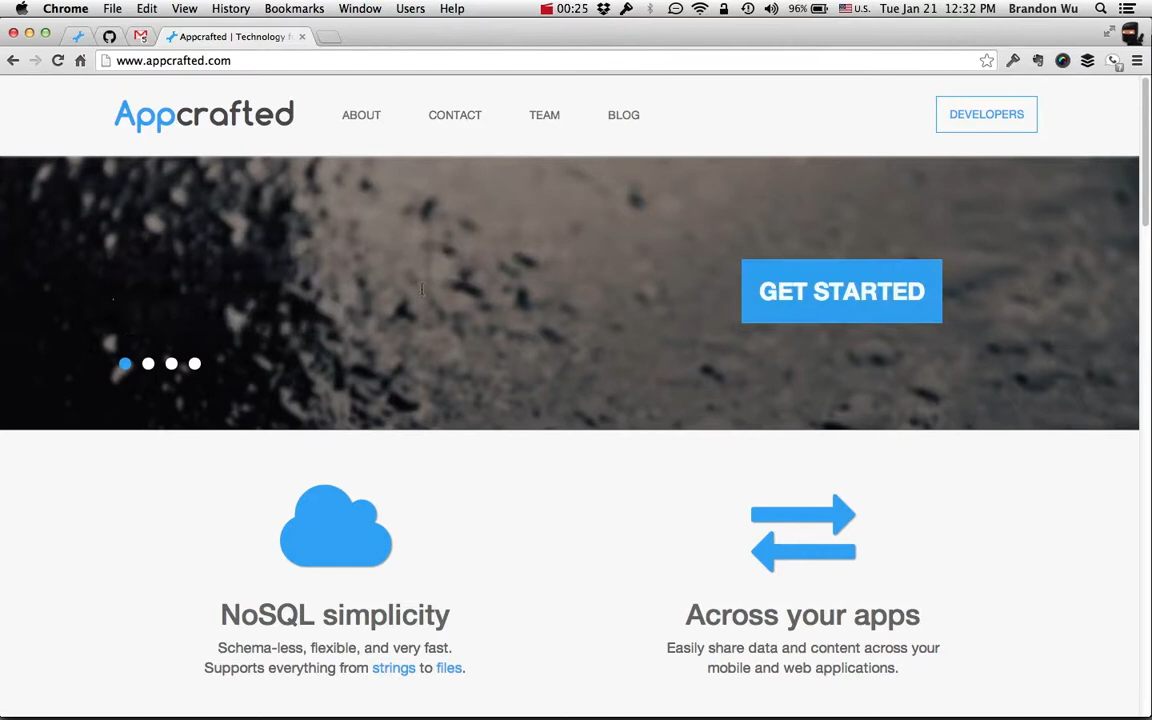 Chrome File Edit View History Bookmarks Window Users Help 00:25 96% U.S. Tue Jan 21 12:32 PM Brandon Wu
Appcrafted | Technology f
www.appcrafted.com
Appcrafted ABOUT CONTACT TEAM BLOG DEVELOPERS
GET STARTED
NoSQL simplicity
Schema-less, flexible, and very fast.
Supports everything from strings to files.
Across your apps
Easily share data and content across your
mobile and web applications.